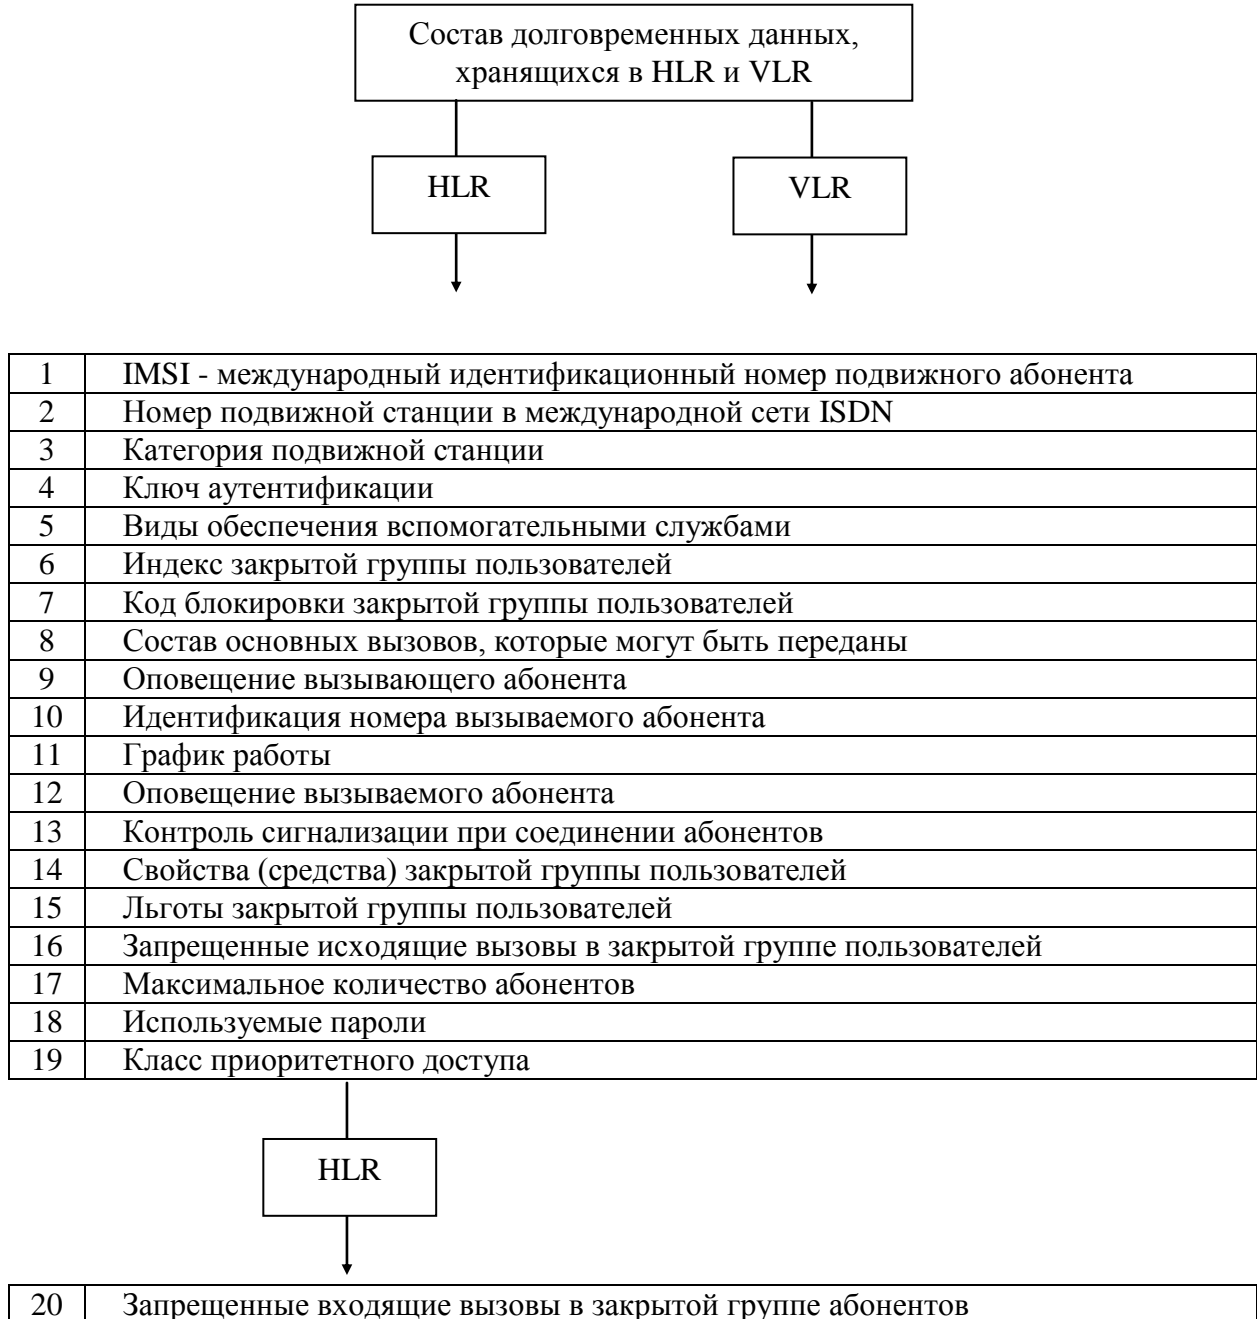 Состав долговременных данных,
хранящихся в HLR и VLR
HLR
VLR
1 IMSI - международный идентификационный номер подвижного абонента
2 Номер подвижной станции в международной сети ISDN
3 Категория подвижной станции
4 Ключ аутентификации
5 Виды обеспечения вспомогательными службами
6 Индекс закрытой группы пользователей
7 Код блокировки закрытой группы пользователей
8 Состав основных вызовов, которые могут быть переданы
9 Оповещение вызывающего абонента
10 Идентификация номера вызываемого абонента
11 График работы
12 Оповещение вызываемого абонента
13 Контроль сигнализации при соединении абонентов
14 Свойства (средства) закрытой группы пользователей
15 Льготы закрытой группы пользователей
16 Запрещенные исходящие вызовы в закрытой группе пользователей
17 Максимальное количество абонентов
18 Используемые пароли
19 Класс приоритетного доступа
HLR
20 Запрещенные входящие вызовы в закрытой группе абонентов